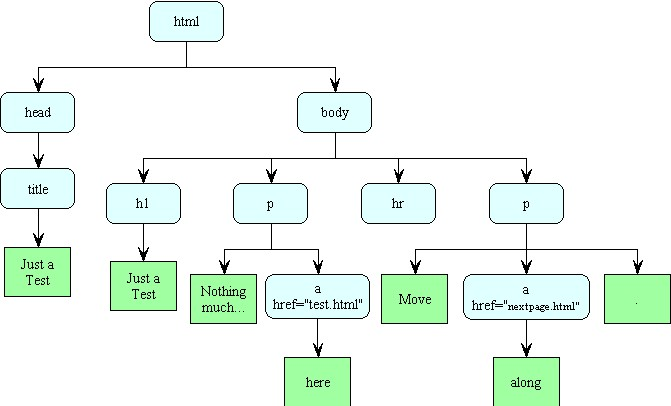 html
head
body
title
h1
p
hr
p
Just a
Test
Just a
Test
Nothing
much...
a
href="test.html"
Move
a
href="nextpage.html"
.
here
along